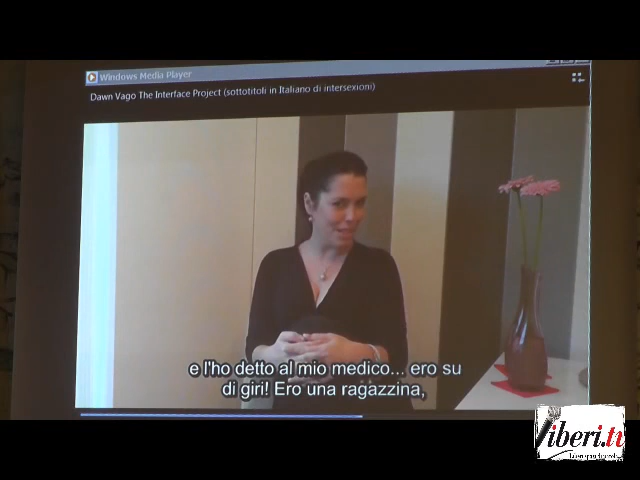 Windows Media Player
Dawn Vago The Interface Project (sottotitoli in Italiano di intersexioni)
e l'ho detto al mio medico... ero su
di giri! Ero una ragazzina,
Liberi.tv